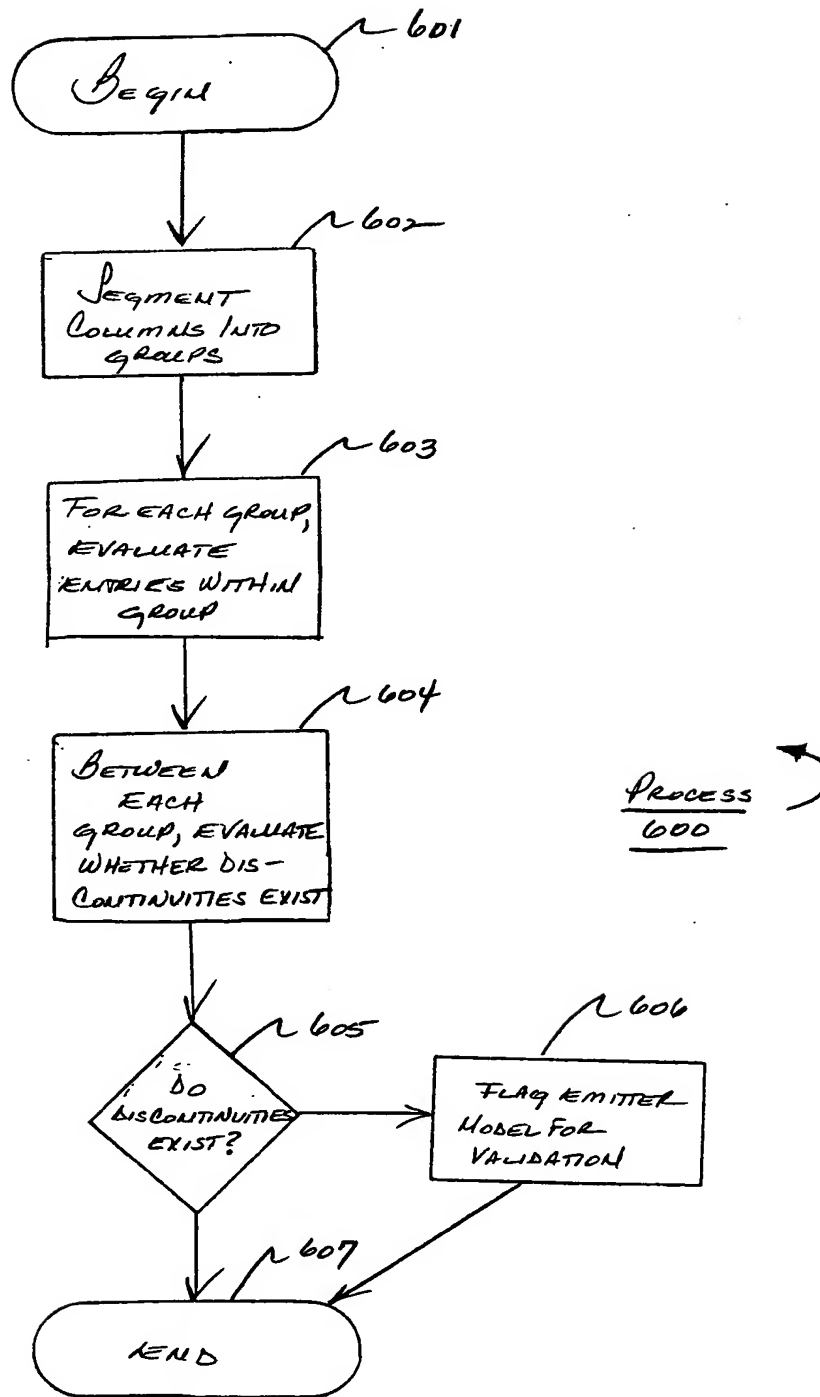 601
BEGIN
602
SEGMENT
COLUMNS INTO
GROUPS
603
FOR EACH GROUP,
EVALUATE
ENTRIES WITHIN
GROUP
604
BETWEEN
EACH
GROUP, EVALUATE
WHETHER DIS-
CONTINUITIES EXIST
PROCESS
600
605
DO
DISCONTINUITIES
EXIST?
606
FLAG EMITTER
MODEL FOR
VALIDATION
607
END